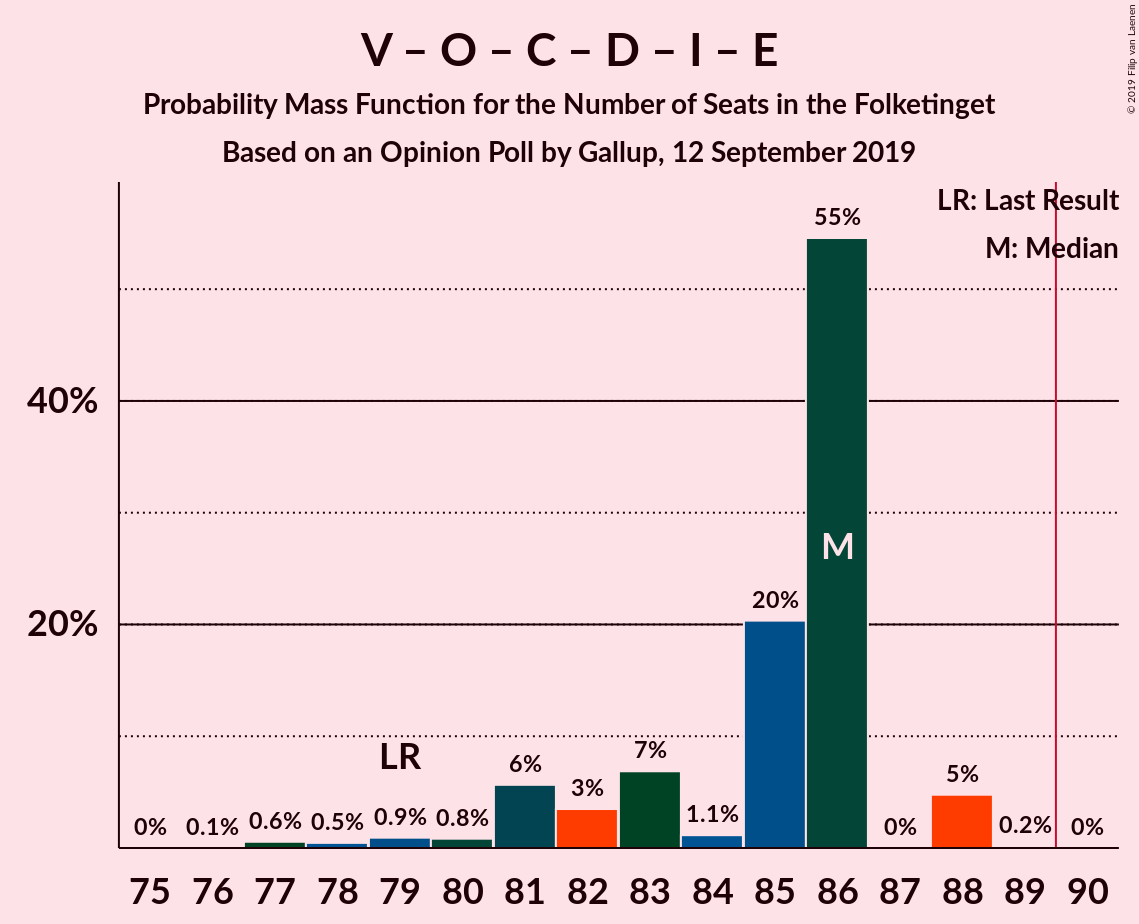 V – O – C – D – I – E
Probability Mass Function for the Number of Seats in the Folketinget
Based on an Opinion Poll by Gallup, 12 September 2019
© 2019 Filip van Laenen
LR: Last Result
M: Median
55%
40%
M
20%
20%
LR
0%
0.1%
0.6%
0.5%
0.9%
0.8%
6%
3%
7%
1.1%
0%
5%
0.2%
0%
75 76 77 78 79 80 81 82 83 84 85 86 87 88 89 90